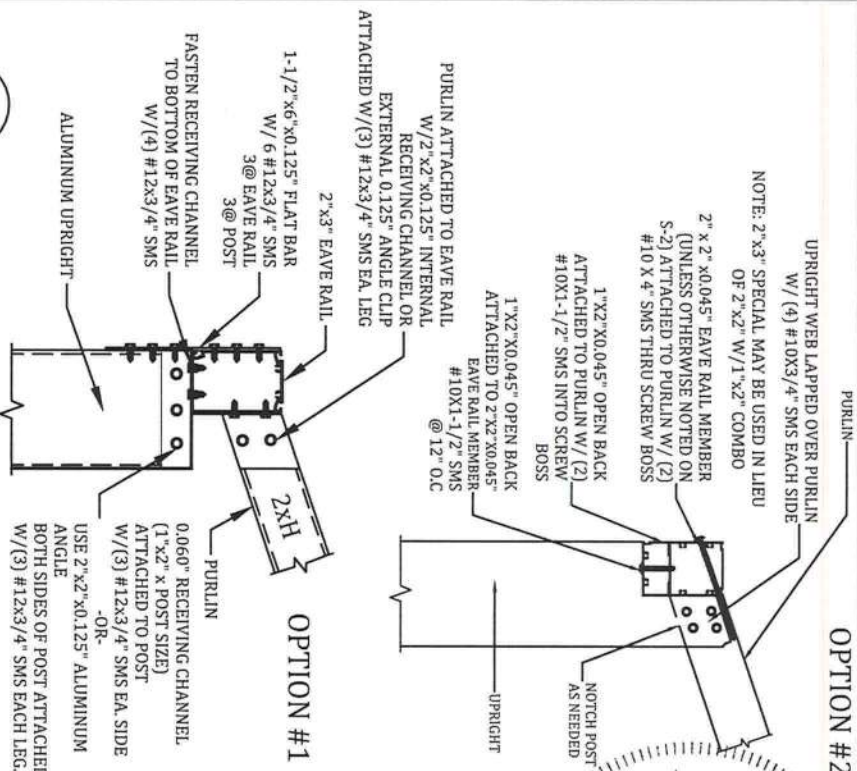 OPTION #2
PURLIN
UPRIGHT WEB LAPPED OVER PURLIN
W/ (4) #10X3/4" SMS EACH SIDE
NOTE: 2"x3" SPECIAL MAY BE USED IN LIEU
OF 2"x2" W/1"x2" COMBO
2" x 2" x0.045" EAVE RAIL MEMBER
(UNLESS OTHERWISE NOTED ON
S-2) ATTACHED TO PURLIN W/ (2)
#10 X 4" SMS THRU SCREW BOSS
1"X2"X0.045" OPEN BACK
ATTACHED TO PURLIN W/ (2)
#10X1-1/2" SMS INTO SCREW
BOSS
1"X2"X0.045" OPEN BACK
ATTACHED TO 2"X2"X0.045"
EAVE RAIL MEMBER
#10X1-1/2" SMS
@ 12" O.C
NOTCH POST
AS NEEDED
UPRIGHT
OPTION #1
PURLIN ATTACHED TO EAVE RAIL
W/2"x2"x0.125" INTERNAL
RECEIVING CHANNEL OR
EXTERNAL 0.125" ANGLE CLIP
ATTACHED W/(3) #12x3/4" SMS EA. LEG
2"x3" EAVE RAIL
1-1/2"x6"x0.125" FLAT BAR
W/ 6 #12x3/4" SMS
3@ EAVE RAIL
3@ POST
FASTEN RECEIVING CHANNEL
TO BOTTOM OF EAVE RAIL
W/(4) #12x3/4" SMS
ALUMINUM UPRIGHT
2xH
PURLIN
0.060" RECEIVING CHANNEL
(1"x2" x POST SIZE)
ATTACHED TO POST
W/(3) #12x3/4" SMS EA. SIDE
-OR-
USE 2"x2"x0.125" ALUMINUM
ANGLE
BOTH SIDES OF POST ATTACHED
W/(3) #12x3/4" SMS EACH LEG.